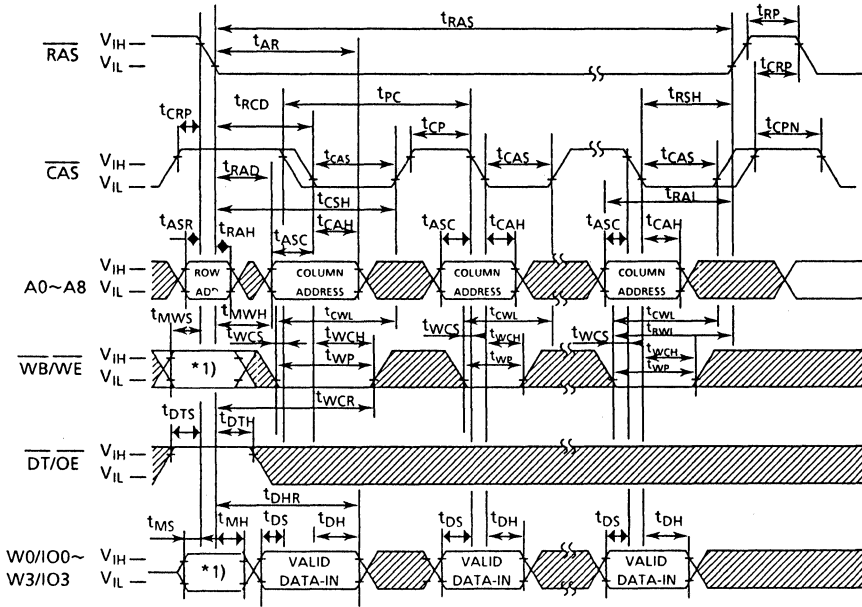 tRAS
tRP
tAR
RAS VIH
VIL
tCRP
tPC
tRSH
tCRP
tRCD
tCP
tCPN
CAS VIH
VIL
tRAD
tCAS
tCAS
tCAS
tCSH
tRAL
tASR
tRAH
tASC
tCAH
tASC
tCAH
tASC
tCAH
A0~A8 VIH
VIL
ROW
COLUMN ADDRESS
COLUMN ADDRESS
COLUMN ADDRESS
tMWS
tMWH
tCWL
tCWL
tCWL
tWCS
tWCH
tWCS
tWCH
tWCS
tRWL
tWCH
WB/WE VIH
VIL
*1)
tWP
tWP
tWP
tWCR
tDTS
tDTH
DT/OE VIH
VIL
tDHR
tMS
tMH
tDS
tDH
tDS
tDH
tDS
tDH
W0/IO0~
W3/IO3
VIH
VIL
*1)
VALID DATA-IN
VALID DATA-IN
VALID DATA-IN